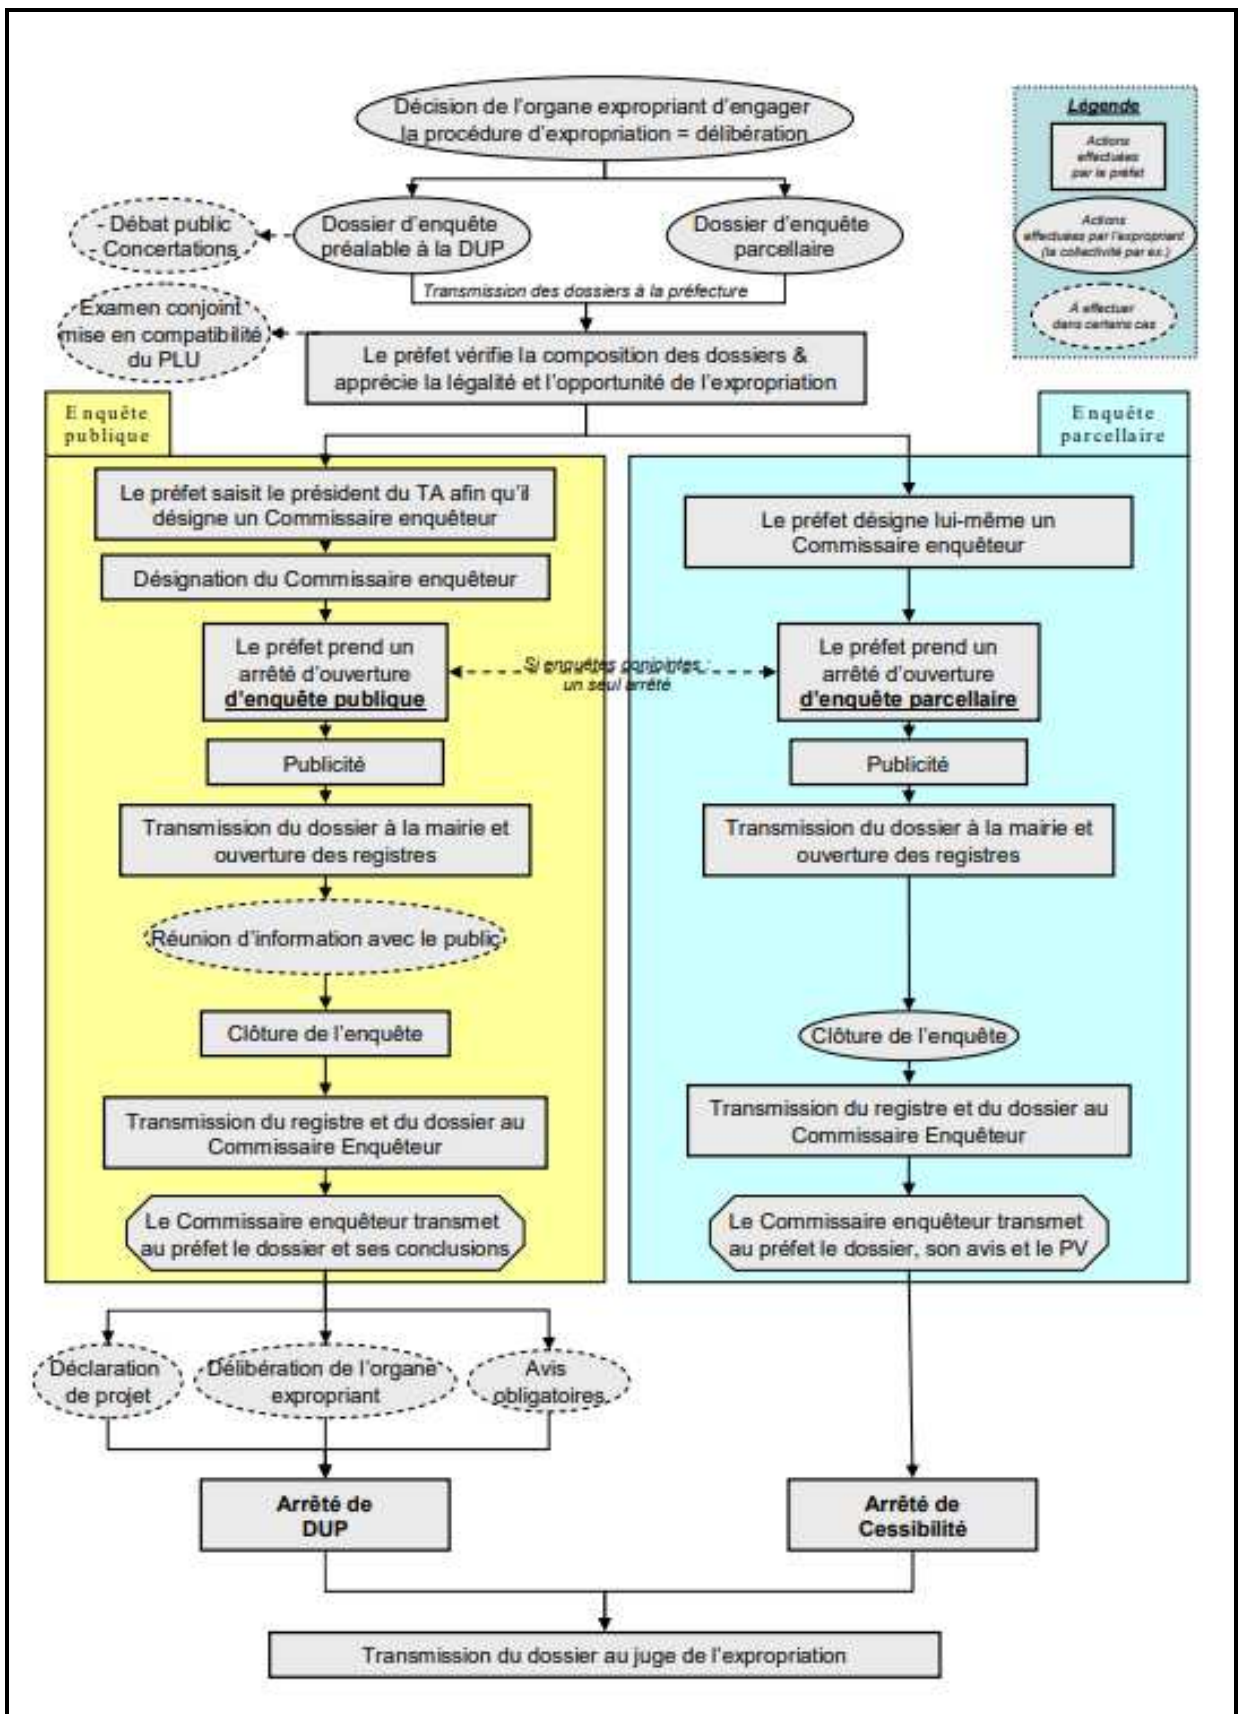 Décision de l'organe expropriant d'engager
la procédure d'expropriation = délibération
Légende
Actions
effectuées
par le préfet
Actions
effectuées par l'expropriant
(la collectivité par ex.)
A effectuer
dans certains cas
- Débat public
- Concertations
Dossier d'enquête
préalable à la DUP
Dossier d'enquête
parcellaire
Transmission des dossiers à la préfecture
Examen conjoint
mise en compatibilité
du PLU
Le préfet vérifie la composition des dossiers &
apprécie la légalité et l'opportunité de l'expropriation
Enquête
publique
Le préfet saisit le président du TA afin qu'il
désigne un Commissaire enquêteur
Désignation du Commissaire enquêteur
Le préfet prend un
arrêté d'ouverture
d'enquête publique
Si enquêtes conjointes :
un seul arrêté
Publicité
Transmission du dossier à la mairie et
ouverture des registres
Réunion d'information avec le public
Clôture de l'enquête
Transmission du registre et du dossier au
Commissaire Enquêteur
Le Commissaire enquêteur transmet
au préfet le dossier et ses conclusions
Enquête
parcellaire
Le préfet désigne lui-même un
Commissaire enquêteur
Le préfet prend un
arrêté d'ouverture
d'enquête parcellaire
Publicité
Transmission du dossier à la mairie et
ouverture des registres
Clôture de l'enquête
Transmission du registre et du dossier au
Commissaire Enquêteur
Le Commissaire enquêteur transmet
au préfet le dossier, son avis et le PV
Déclaration
de projet
Délibération de l'organe
expropriant
Avis
obligatoires
Arrêté de
DUP
Arrêté de
Cessibilité
Transmission du dossier au juge de l'expropriation